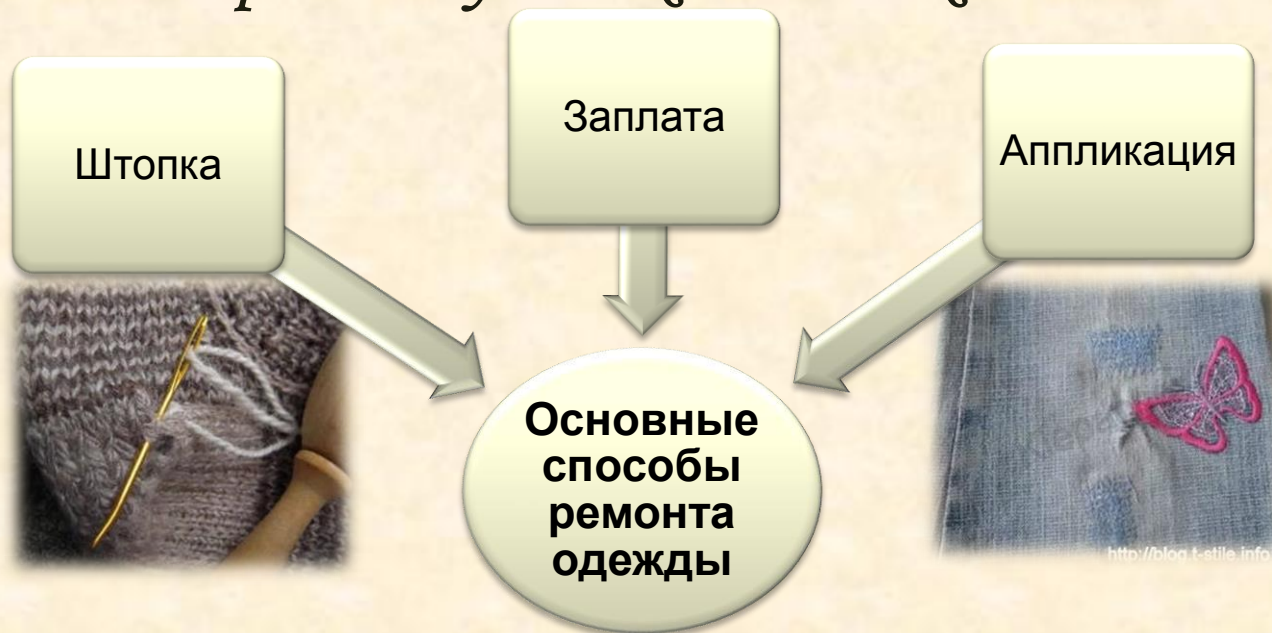 Штопка
Заплата
Аппликация
Основные
способы
ремонта
одежды
http://blog.t-stile.info